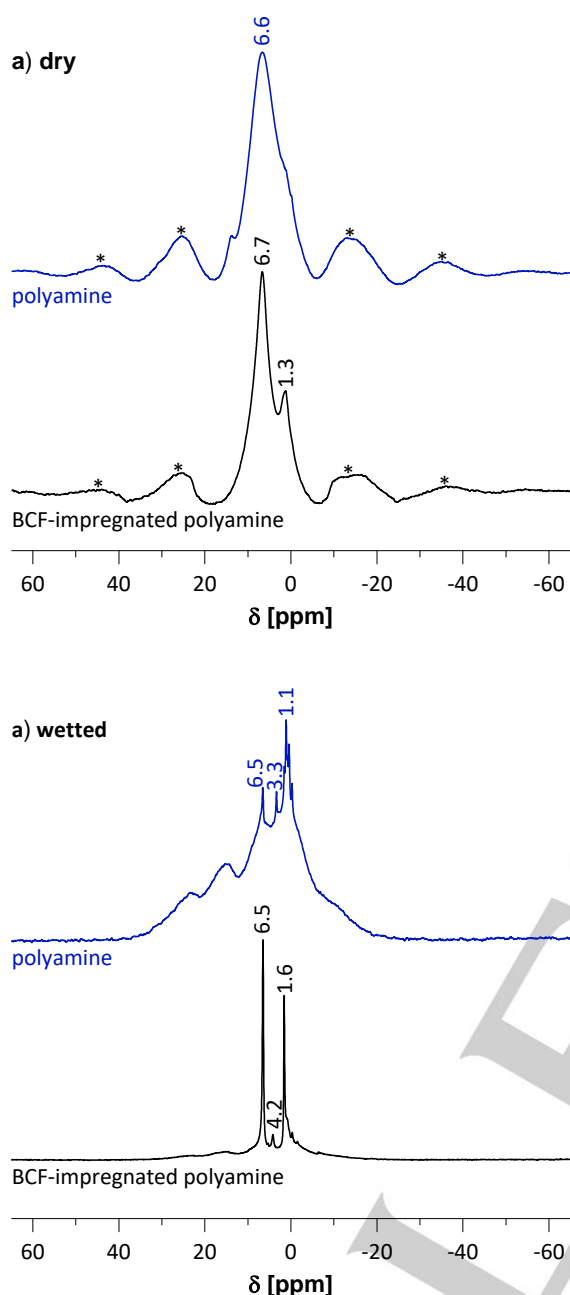 6.6
a) dry
* * * *
polyamine
6.7
1.3
* * * *
BCF-impregnated polyamine
60 40 20 0 -20 -40 -60
δ [ppm]
1.1
a) wetted
6.5
3.3
polyamine
6.5
1.6
4.2
BCF-impregnated polyamine
60 40 20 0 -20 -40 -60
δ [ppm]